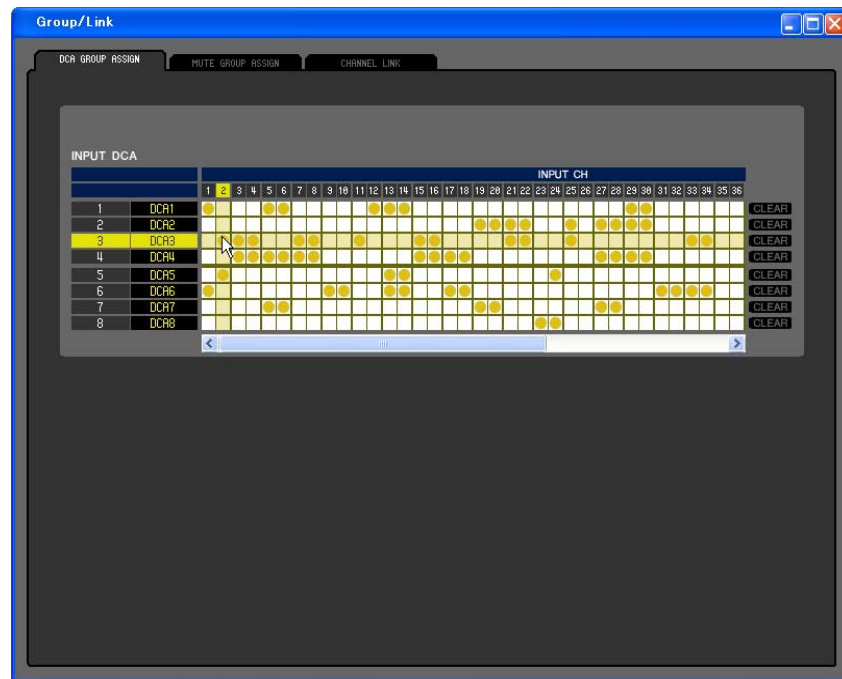 Group/Link
DCA GROUP ASSIGN MUTE GROUP ASSIGN CHANNEL LINK
INPUT DCA
INPUT CH
1 2 3 4 5 6 7 8 9 10 11 12 13 14 15 16 17 18 19 20 21 22 23 24 25 26 27 28 29 30 31 32 33 34 35 36
1 DCA1 CLEAR
2 DCA2 CLEAR
3 DCA3 CLEAR
4 DCA4 CLEAR
5 DCA5 CLEAR
6 DCA6 CLEAR
7 DCA7 CLEAR
8 DCA8 CLEAR